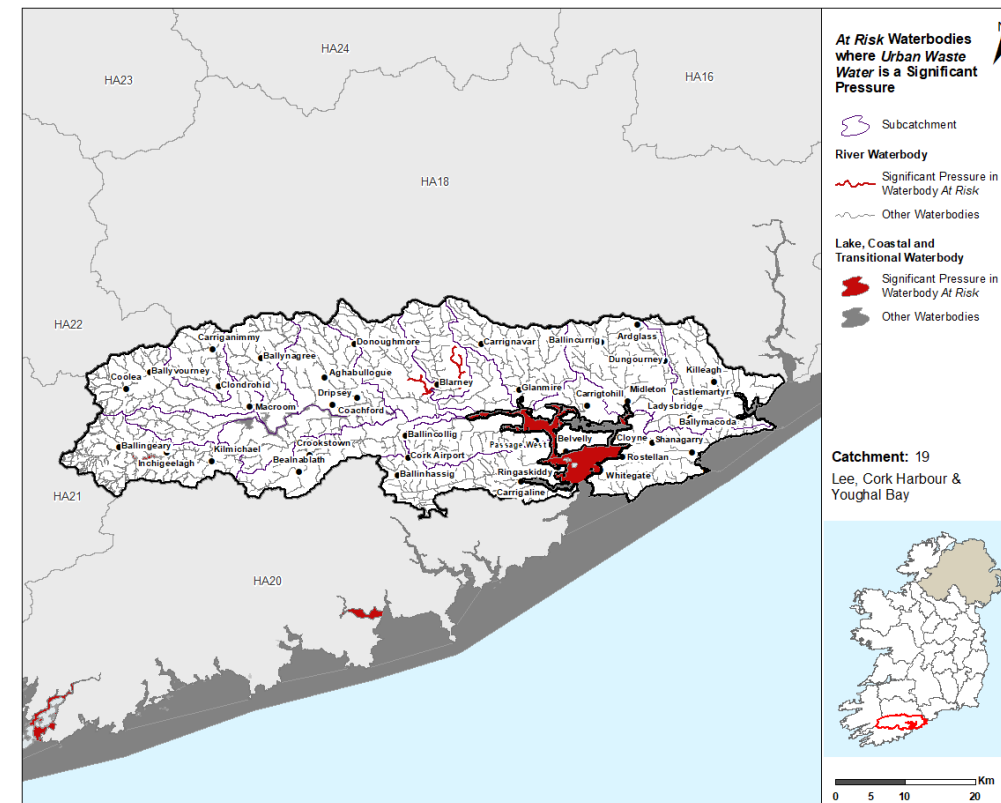 HA24
HA23
HA16
HA18
HA22
HA21
HA20
Carriganimmy
Donoughmore
Carrignavar
Ballincurrig
Ardglass
Ballynagree
Dungourney
Ballyvourney
Coolea
Aghabullogue
Killeagh
Clondrohid
Blarney
Glanmire
Midleton
Castlemartyr
Dripsey
Carrigtohill
Macroom
Coachford
Ladysbridge
Ballymacoda
Ballingeary
Kilmichael
Crookstown
Ballincollig
Passage West
Belvelly
Cloyne
Shanagarry
Inchigeelagh
Bealnablath
Cork Airport
Rostellan
Ballinhassig
Ringaskiddy
Whitegate
Carrigaline
N
At Risk Waterbodies
where Urban Waste
Water is a Significant
Pressure
Subcatchment
River Waterbody
Significant Pressure in
Waterbody At Risk
Other Waterbodies
Lake, Coastal and
Transitional Waterbody
Significant Pressure in
Waterbody At Risk
Other Waterbodies
Catchment: 19
Lee, Cork Harbour &
Youghal Bay
Km
0 5 10 20